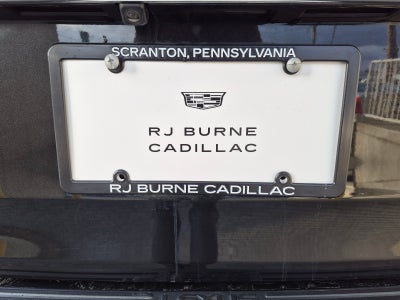 SCRANTON, PENNSYLVANIA
RJ BURNE
CADILLAC
RJ BURNE CADILLAC